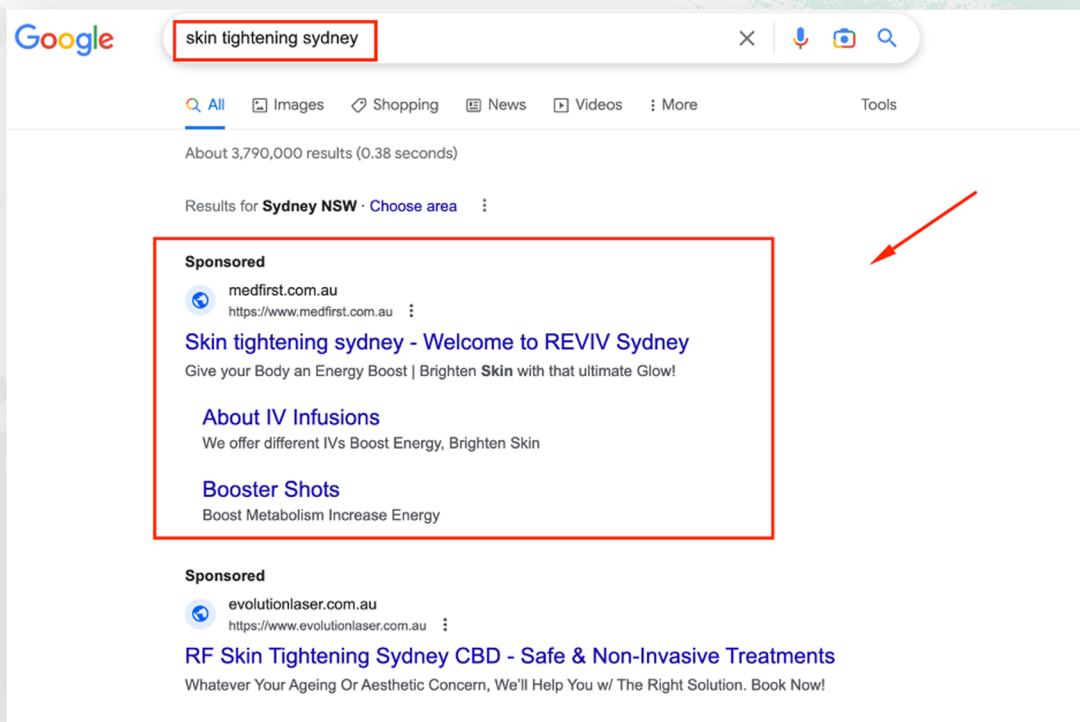 Google
skin tightening sydney
All Images Shopping News Videos More Tools
About 3,790,000 results (0.38 seconds)
Results for Sydney NSW · Choose area
Sponsored
medfirst.com.au
https://www.medfirst.com.au
Skin tightening sydney - Welcome to REVIV Sydney
Give your Body an Energy Boost | Brighten Skin with that ultimate Glow!
About IV Infusions
We offer different IVs Boost Energy, Brighten Skin
Booster Shots
Boost Metabolism Increase Energy
Sponsored
evolutionlaser.com.au
https://www.evolutionlaser.com.au
RF Skin Tightening Sydney CBD - Safe & Non-Invasive Treatments
Whatever Your Ageing Or Aesthetic Concern, We'll Help You w/ The Right Solution. Book Now!